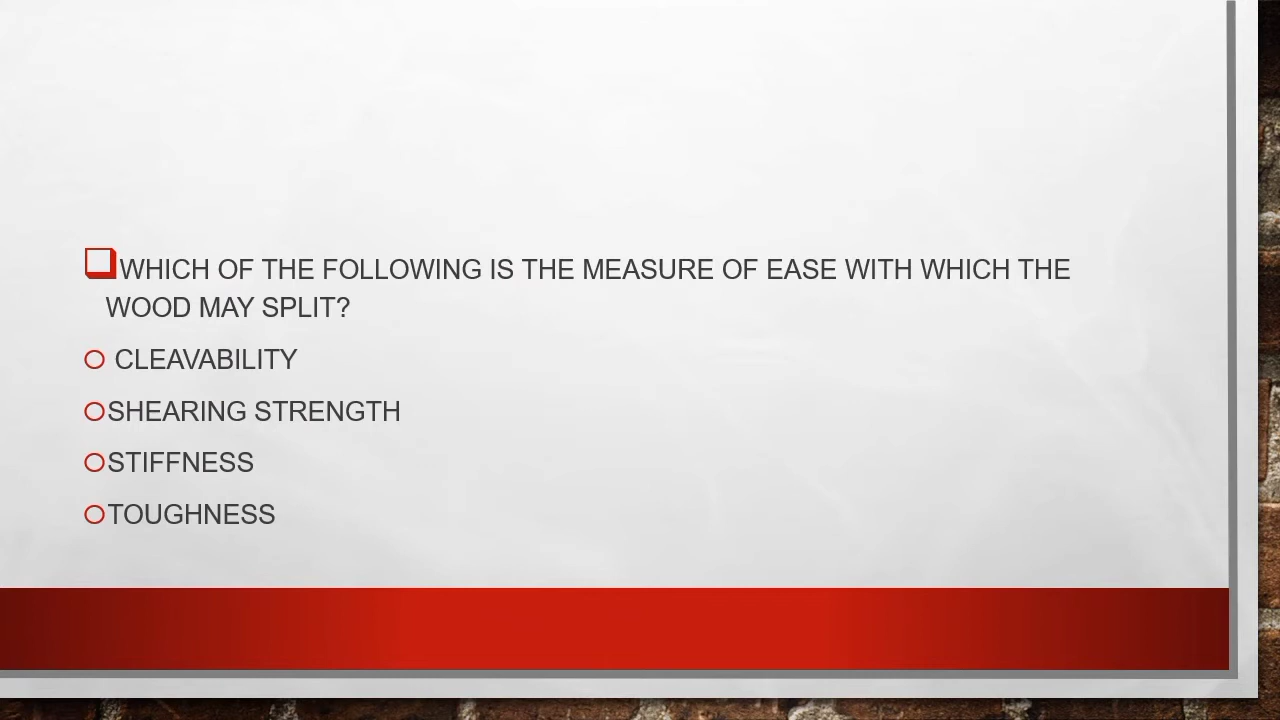 WHICH OF THE FOLLOWING IS THE MEASURE OF EASE WITH WHICH THE
WOOD MAY SPLIT?
CLEAVABILITY
SHEARING STRENGTH
STIFFNESS
TOUGHNESS